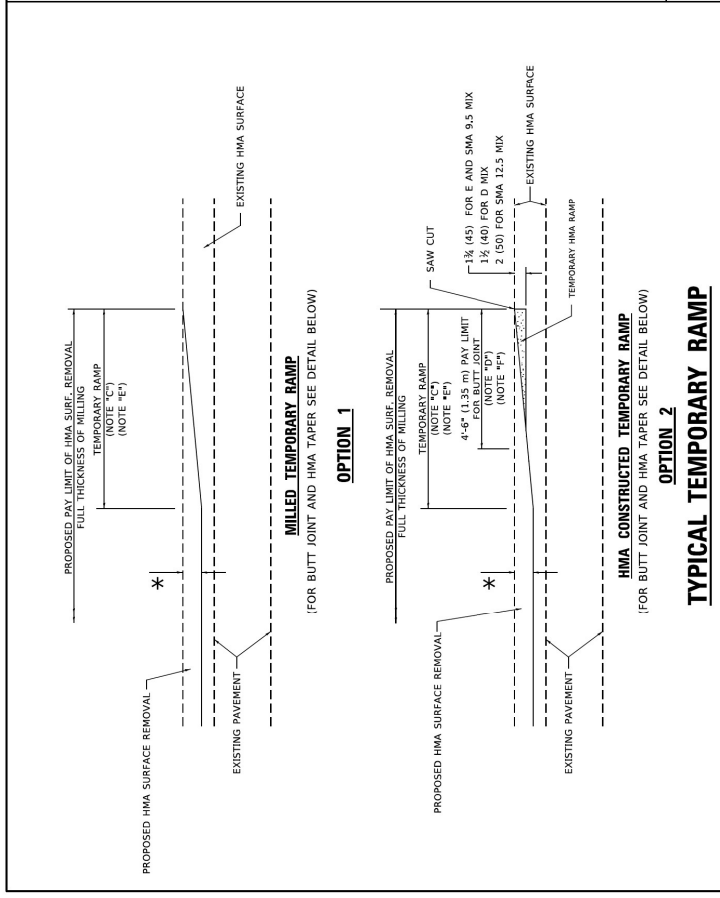 PROPOSED PAY LIMIT OF HMA SURF. REMOVAL
FULL THICKNESS OF MILLING
TEMPORARY RAMP
(NOTE "C")
(NOTE "E")
PROPOSED HMA SURFACE REMOVAL
*
EXISTING HMA SURFACE
EXISTING PAVEMENT
MILLED TEMPORARY RAMP
(FOR BUTT JOINT AND HMA TAPER SEE DETAIL BELOW)
OPTION 1
PROPOSED PAY LIMIT OF HMA SURF. REMOVAL
FULL THICKNESS OF MILLING
TEMPORARY RAMP
(NOTE "C")
(NOTE "E")
4'-6" (1.35 m) PAY LIMIT
FOR BUTT JOINT
(NOTE "D")
(NOTE "F")
SAW CUT
1¾ (45) FOR E AND SMA 9.5 MIX
1½ (40) FOR D MIX
2 (50) FOR SMA 12.5 MIX
PROPOSED HMA SURFACE REMOVAL
*
EXISTING HMA SURFACE
TEMPORARY HMA RAMP
EXISTING PAVEMENT
HMA CONSTRUCTED TEMPORARY RAMP
(FOR BUTT JOINT AND HMA TAPER SEE DETAIL BELOW)
OPTION 2
TYPICAL TEMPORARY RAMP